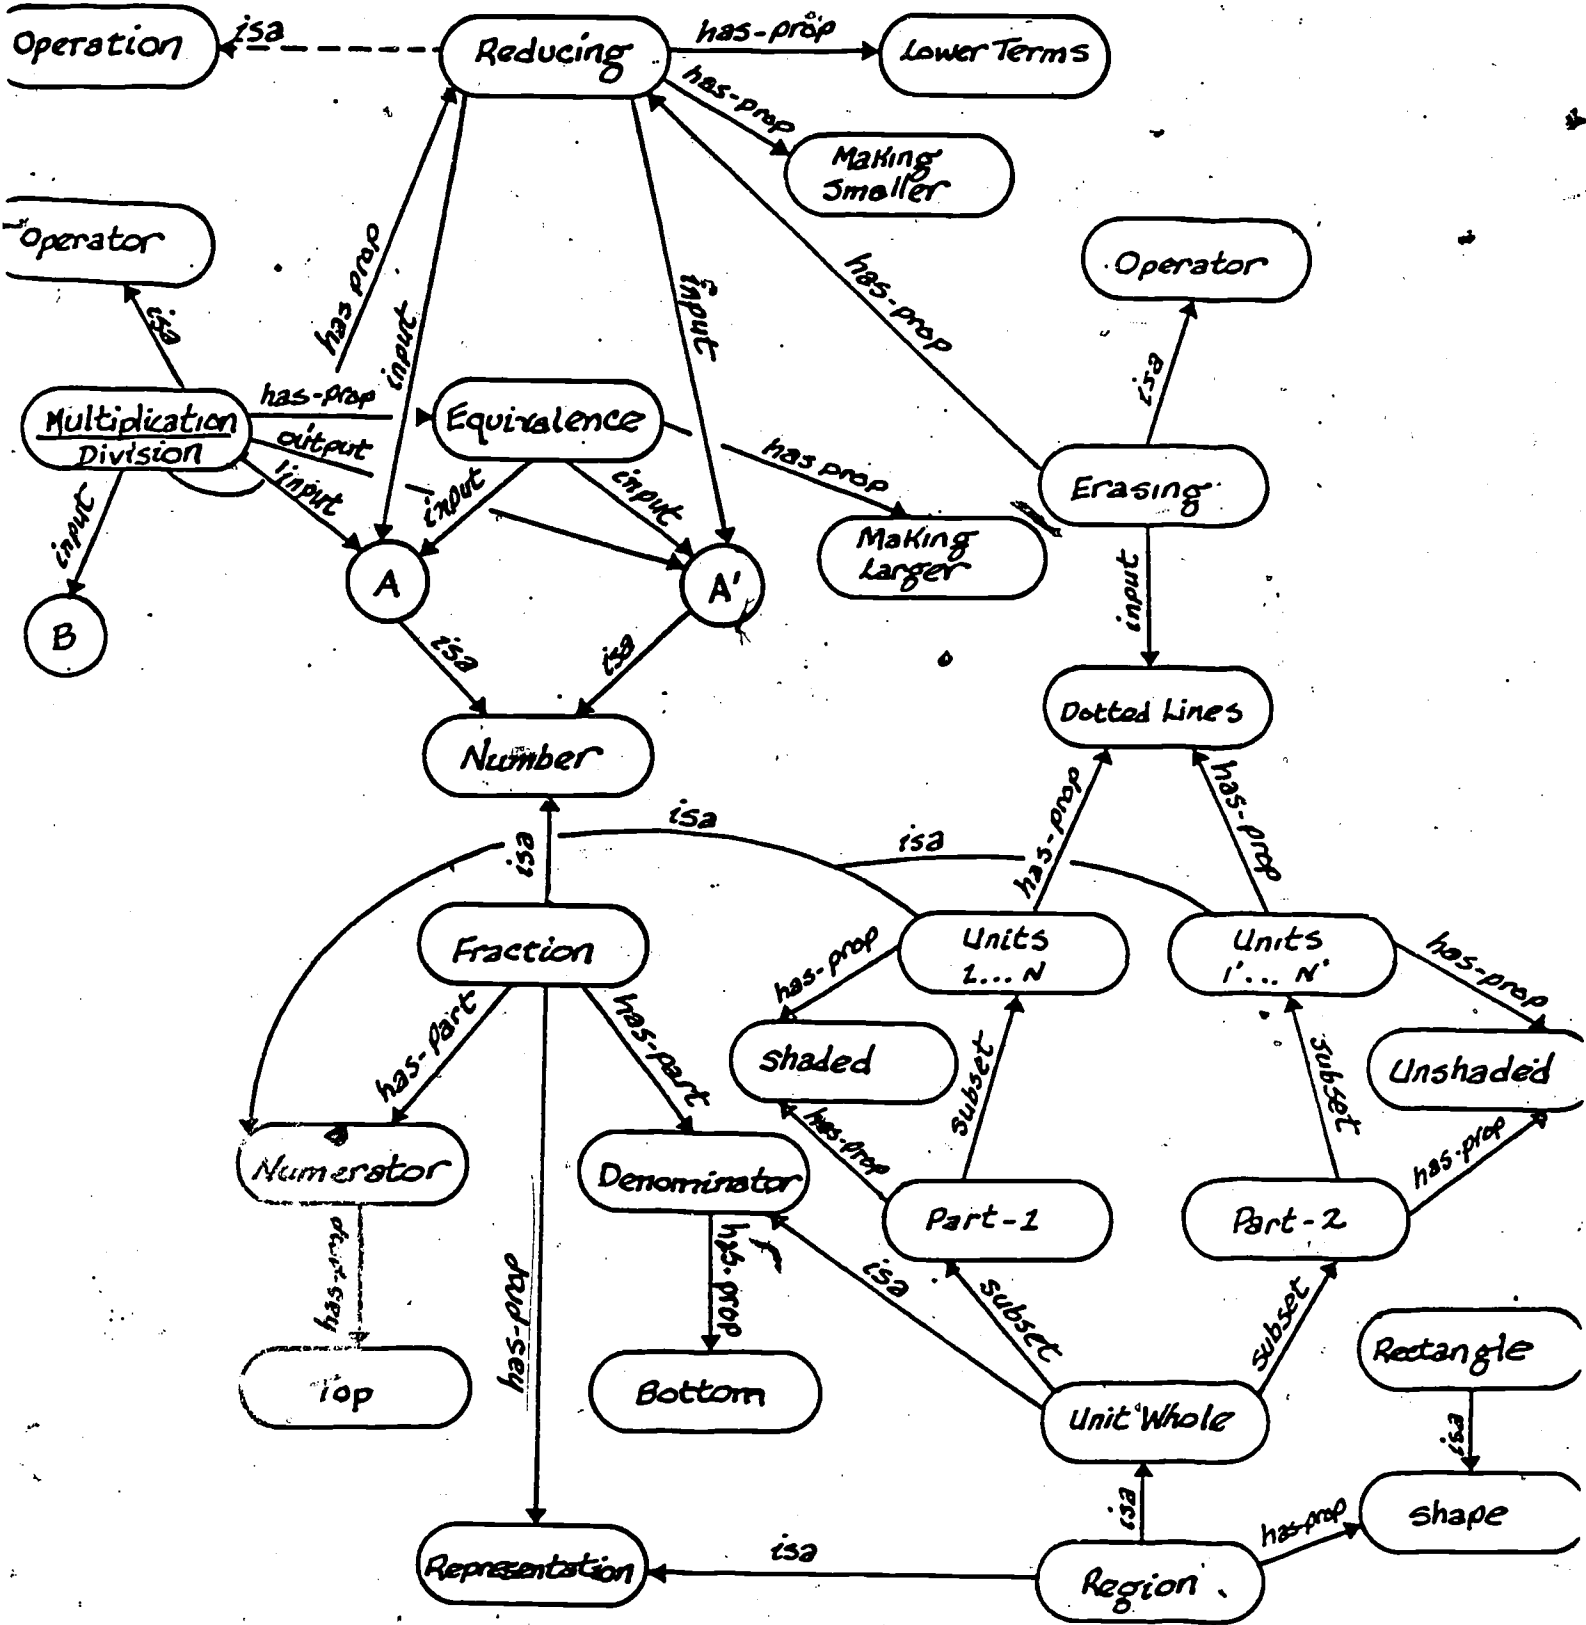 Operation
isa
Reducing
has-prop
Lower Terms
has-prop
Making
Smaller
Operator
has prop
input
input
has-prop
Operator
isa
isa
Multiplication
Division
has-prop
output
input
input
Equivalence
input
input
has prop
Making
Larger
Erasing
input
B
A
A'
isa
isa
Number
Dotted Lines
isa
isa
isa
has-prop
has-prop
Fraction
Units
1... N
Units
1'... N'
has-prop
has-prop
has-part
has-part
Shaded
subset
subset
Unshaded
has-prop
has-prop
Numerator
Denominator
Part-1
Part-2
has-prop
has-prop
has-prop
isa
subset
subset
Top
Bottom
Unit Whole
Rectangle
isa
Shape
isa
has-prop
Representation
isa
Region